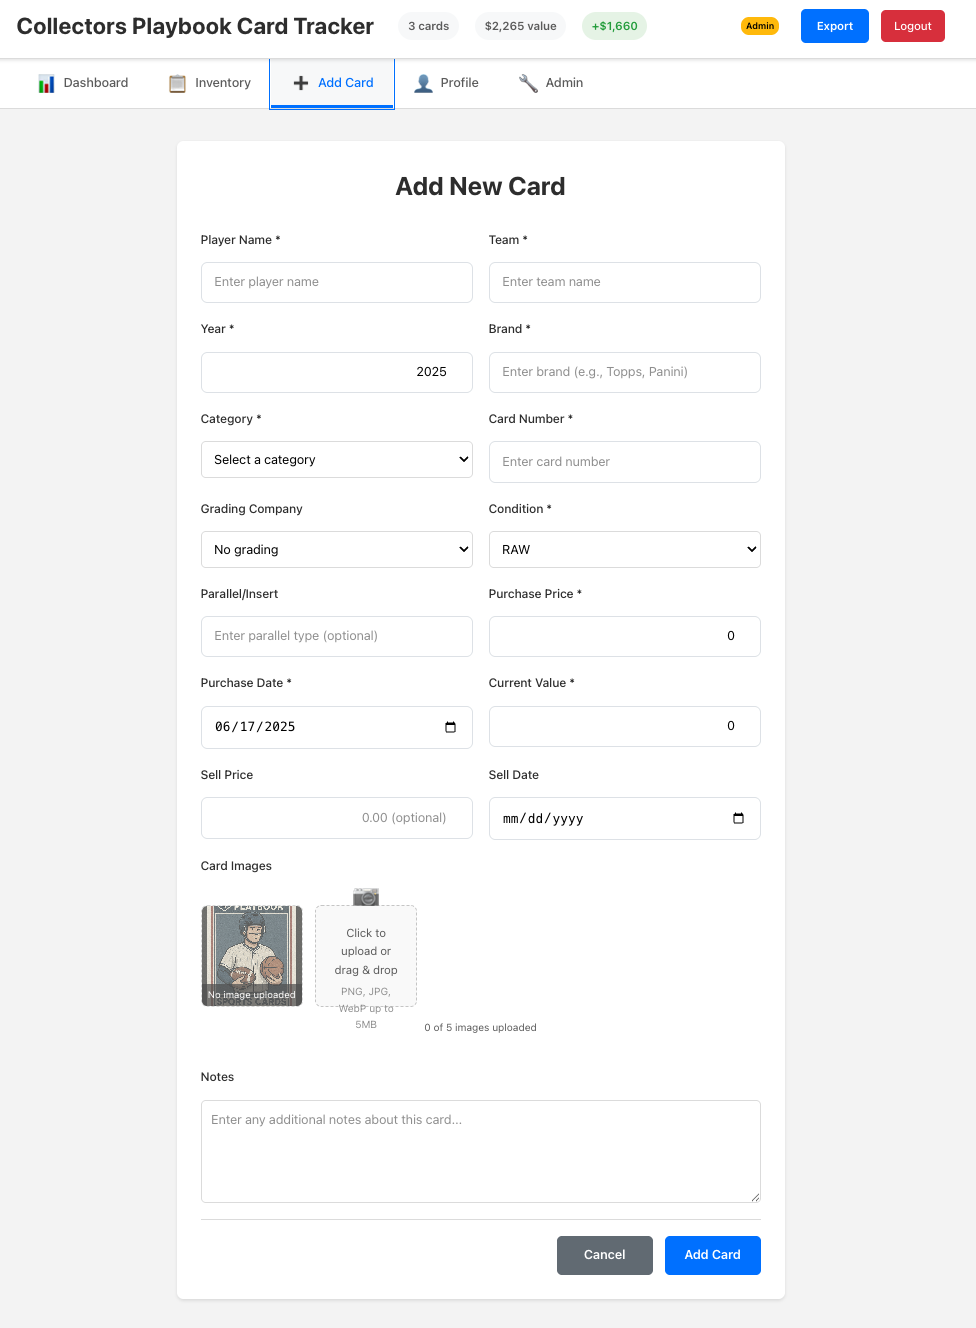 Collectors Playbook Card Tracker
3 cards
$2,265 value
+$1,660
Admin
Export
Logout
Dashboard
Inventory
Add Card
Profile
Admin
Add New Card
Player Name *
Team *
Enter player name
Enter team name
Year *
Brand *
2025
Enter brand (e.g., Topps, Panini)
Category *
Card Number *
Select a category
Enter card number
Grading Company
Condition *
No grading
RAW
Parallel/Insert
Purchase Price *
Enter parallel type (optional)
0
Purchase Date *
Current Value *
06/17/2025
0
Sell Price
Sell Date
0.00 (optional)
mm/dd/yyyy
Card Images
PLAYBOOK
No image uploaded
SPORTS CARDS
Click to
upload or
drag & drop
PNG, JPG,
WebP up to
5MB
0 of 5 images uploaded
Notes
Enter any additional notes about this card...
Cancel
Add Card